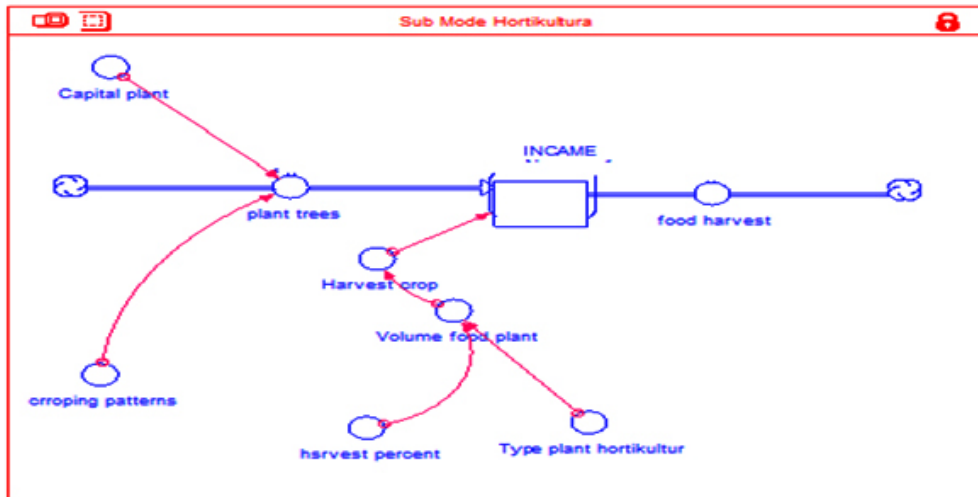 Sub Mode Hortikultura
Capital plant
INCAME
plant trees
food harvest
Harvest crop
Volume food plant
crroping patterns
hsrvest percent
Type plant hortikultur